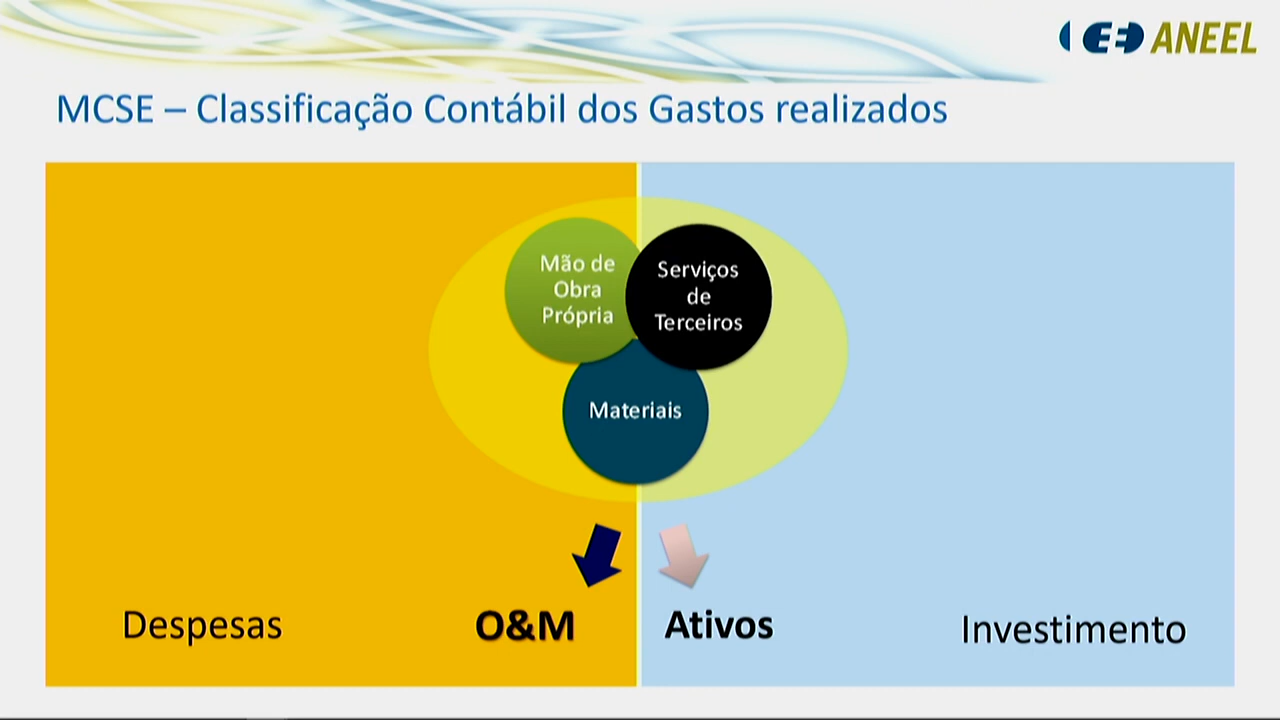 ANEEL
MCSE – Classificação Contábil dos Gastos realizados
Mão de
Obra
Própria
Serviços
de
Terceiros
Materiais
Despesas
O&M
Ativos
Investimento